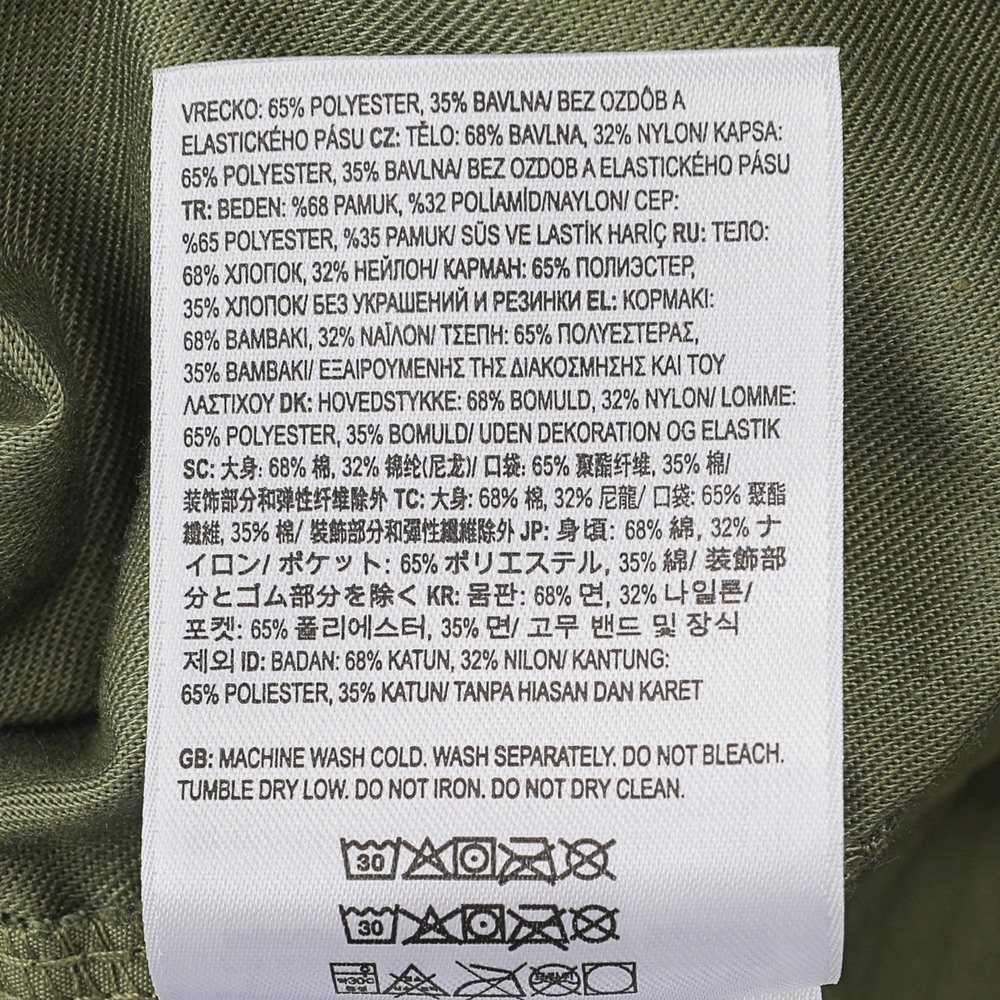 VRECKO: 65% POLYESTER, 35% BAVLNA/ BEZ OZDÔB A
ELASTICKÉHO PÁSU CZ: TĚLO: 68% BAVLNA, 32% NYLON/ KAPSA:
65% POLYESTER, 35% BAVLNA/ BEZ OZDOB A ELASTICKÉHO PÁSU
TR: BEDEN: %68 PAMUK, %32 POLİAMİD/NAYLON/ CEP:
%65 POLYESTER, %35 PAMUK/ SÜS VE LASTİK HARİÇ RU: ТЕЛО:
68% ХЛОПОК, 32% НЕЙЛОН/ КАРМАН: 65% ПОЛИЭСТЕР,
35% ХЛОПОК/ БЕЗ УКРАШЕНИЙ И РЕЗИНКИ EL: ΚΟΡΜΑΚΙ:
68% ΒΑΜΒΑΚΙ, 32% ΝΑΪΛΟΝ/ ΤΣΕΠΗ: 65% ΠΟΛΥΕΣΤΕΡΑΣ,
35% ΒΑΜΒΑΚΙ/ ΕΞΑΙΡΟΥΜΕΝΗΣ ΤΗΣ ΔΙΑΚΟΣΜΗΣΗΣ ΚΑΙ ΤΟΥ
ΛΑΣΤΙΧΟΥ DK: HOVEDSTYKKE: 68% BOMULD, 32% NYLON/ LOMME:
65% POLYESTER, 35% BOMULD/ UDEN DEKORATION OG ELASTIK
SC: 大身: 68% 棉, 32% 锦纶(尼龙)/ 口袋: 65% 聚酯纤维, 35% 棉/
装饰部分和弹性纤维除外 TC: 大身: 68% 棉, 32% 尼龍/ 口袋: 65% 聚酯
纖維, 35% 棉/ 裝飾部分和彈性纖維除外 JP: 身頃: 68% 綿, 32% ナ
イロン/ ポケット: 65% ポリエステル, 35% 綿/ 装飾部
分とゴム部分を除く KR: 몸판: 68% 면, 32% 나일론/
포켓: 65% 폴리에스터, 35% 면/ 고무 밴드 및 장식
제외 ID: BADAN: 68% KATUN, 32% NILON/ KANTUNG:
65% POLIESTER, 35% KATUN/ TANPA HIASAN DAN KARET
GB: MACHINE WASH COLD. WASH SEPARATELY. DO NOT BLEACH.
TUMBLE DRY LOW. DO NOT IRON. DO NOT DRY CLEAN.
30
30